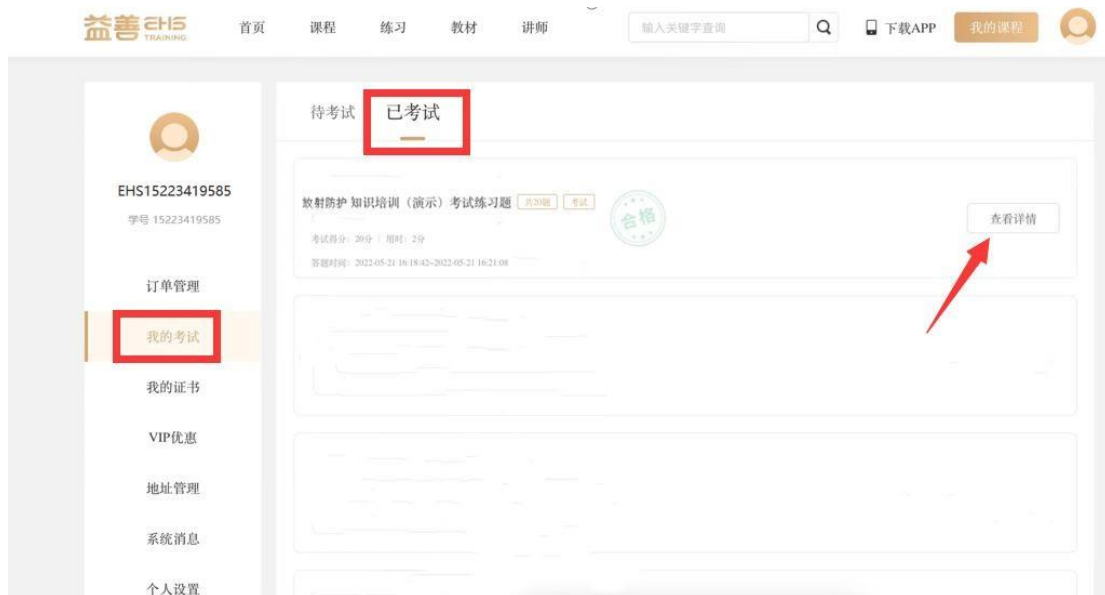 益善 EHS TRAINING
首页 课程 练习 教材 讲师 输入关键字查询 下载APP 我的课程
待考试 已考试
EHS15223419585
学号 15223419585
放射防护 知识培训（演示）考试练习题 共20题 考试
合格
查看详情
考试得分：20分 | 用时：2分
答题时间：2022-05-21 16:18:42~2022-05-21 16:21:08
订单管理
我的考试
我的证书
VIP优惠
地址管理
系统消息
个人设置